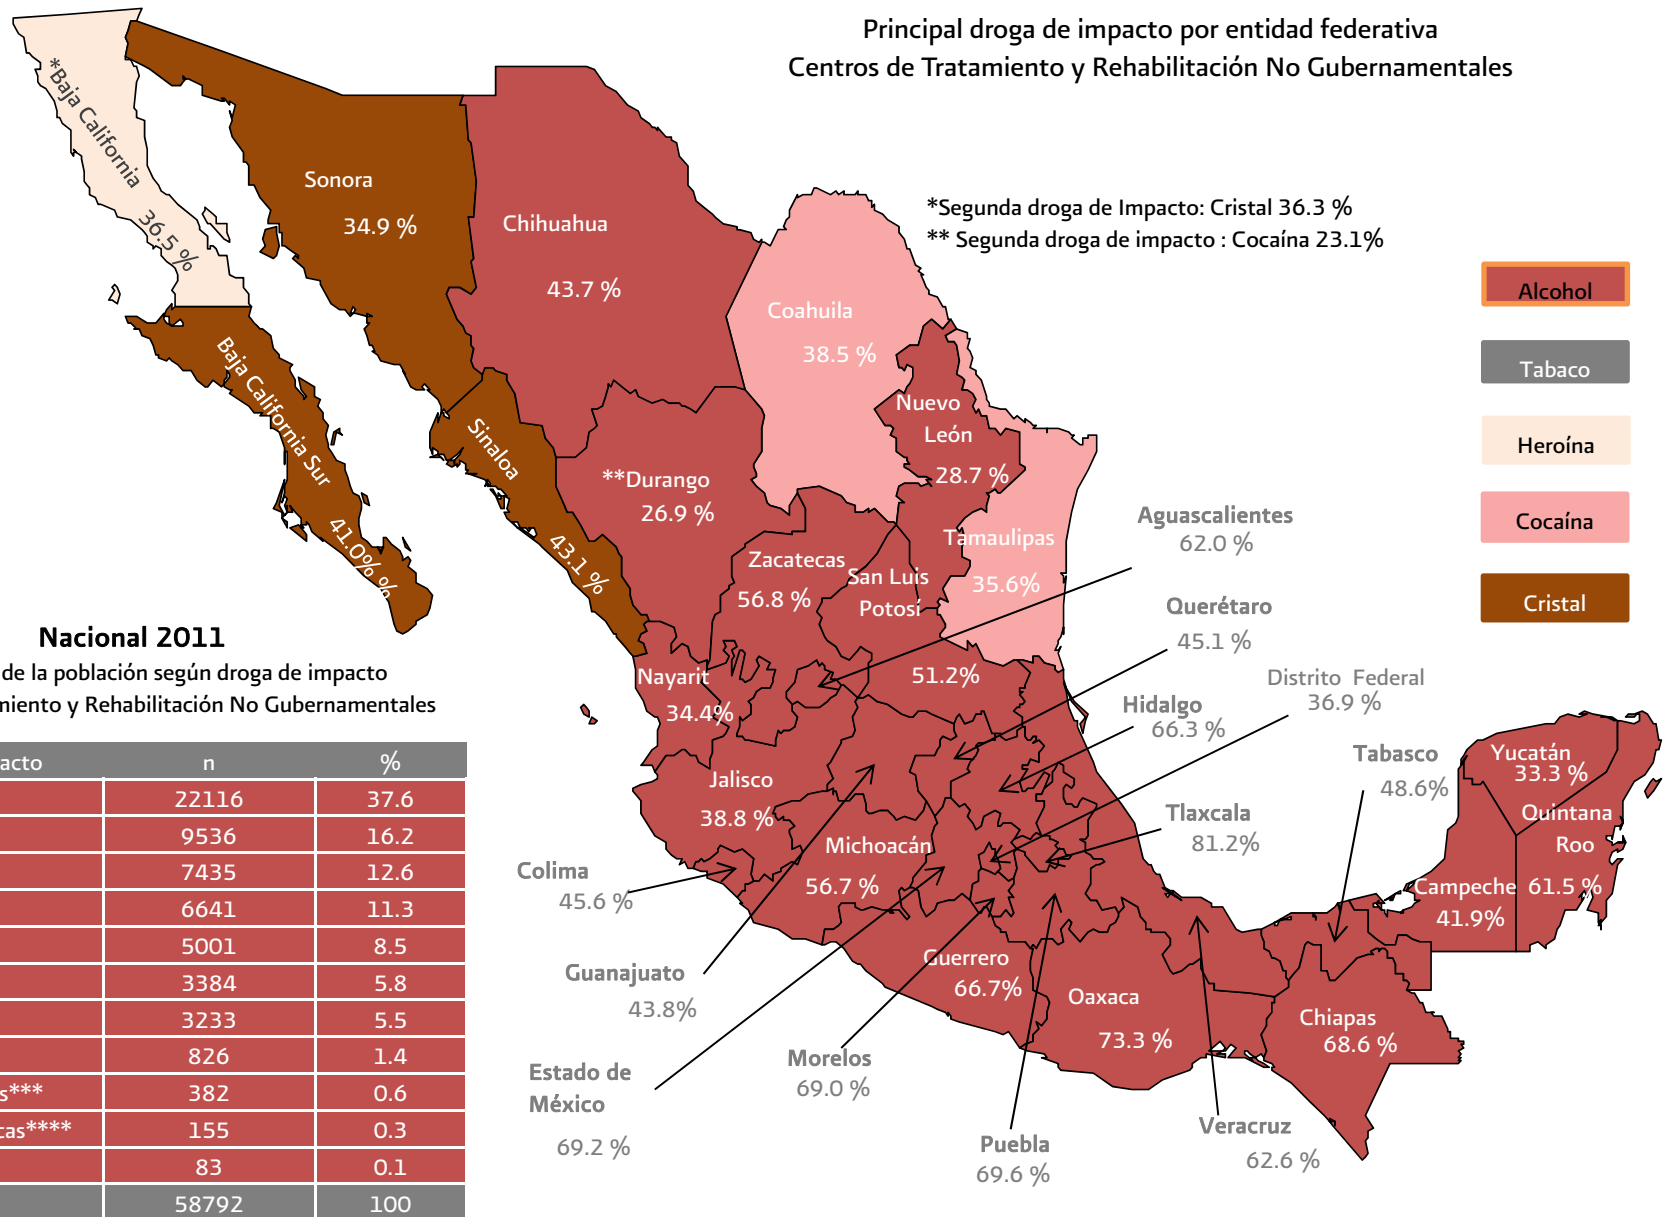 Principal droga de impacto por entidad federativa
Centros de Tratamiento y Rehabilitación No Gubernamentales
*Segunda droga de Impacto: Cristal 36.3 %
** Segunda droga de impacto : Cocaína 23.1%
Alcohol
Tabaco
Heroína
Cocaína
Cristal
*Baja California
36.5 %
Sonora
34.9 %
Chihuahua
43.7 %
Coahuila
38.5 %
Baja California Sur
41.0% %
Sinaloa
43.1 %
Nuevo
León
28.7 %
**Durango
26.9 %
Tamaulipas
35.6%
Zacatecas
56.8 %
San Luis
Potosí
51.2%
Aguascalientes
62.0 %
Querétaro
45.1 %
Hidalgo
66.3 %
Distrito Federal
36.9 %
Nayarit
34.4%
Jalisco
38.8 %
Michoacán
56.7 %
Colima
45.6 %
Guanajuato
43.8%
Estado de
México
69.2 %
Morelos
69.0 %
Puebla
69.6 %
Veracruz
62.6 %
Tlaxcala
81.2%
Tabasco
48.6%
Yucatán
33.3 %
Quintana
Roo
61.5 %
Campeche
41.9%
Guerrero
66.7%
Oaxaca
73.3 %
Chiapas
68.6 %
Nacional 2011
de la población según droga de impacto
miento y Rehabilitación No Gubernamentales
acto n %
22116 37.6
9536 16.2
7435 12.6
6641 11.3
5001 8.5
3384 5.8
3233 5.5
826 1.4
s*** 382 0.6
cas**** 155 0.3
83 0.1
58792 100